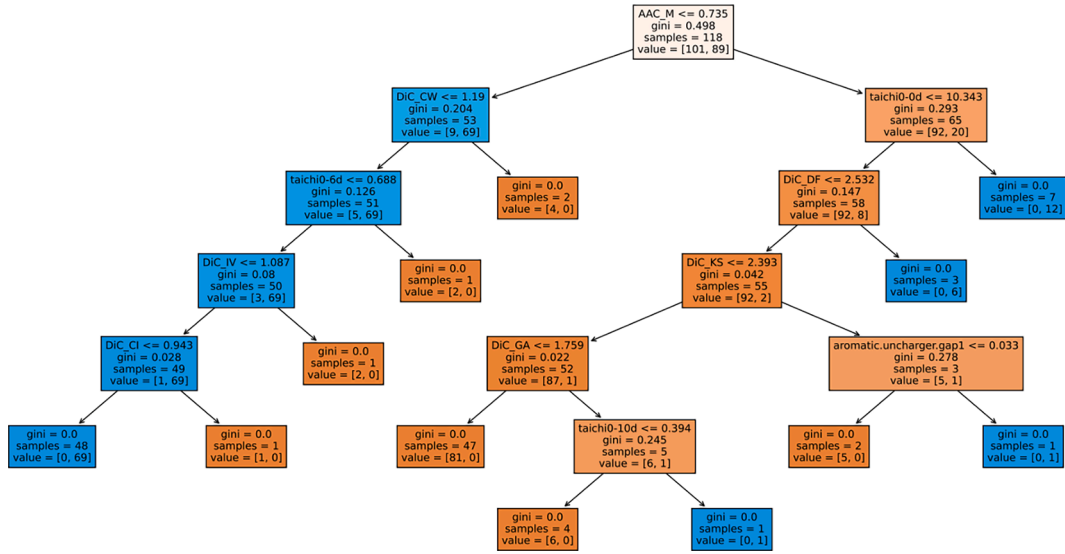 AAC_M <= 0.735
gini = 0.498
samples = 118
value = [101, 89]
DiC_CW <= 1.19
gini = 0.204
samples = 53
value = [9, 69]
taichi0-0d <= 10.343
gini = 0.293
samples = 65
value = [92, 20]
taichi0-6d <= 0.688
gini = 0.126
samples = 51
value = [5, 69]
gini = 0.0
samples = 2
value = [4, 0]
DiC_DF <= 2.532
gini = 0.147
samples = 58
value = [92, 8]
gini = 0.0
samples = 7
value = [0, 12]
DiC_IV <= 1.087
gini = 0.08
samples = 50
value = [3, 69]
gini = 0.0
samples = 1
value = [2, 0]
DiC_KS <= 2.393
gini = 0.042
samples = 55
value = [92, 2]
gini = 0.0
samples = 3
value = [0, 6]
DiC_CI <= 0.943
gini = 0.028
samples = 49
value = [1, 69]
gini = 0.0
samples = 1
value = [2, 0]
DiC_GA <= 1.759
gini = 0.022
samples = 52
value = [87, 1]
aromatic.uncharger.gap1 <= 0.033
gini = 0.278
samples = 3
value = [5, 1]
gini = 0.0
samples = 48
value = [0, 69]
gini = 0.0
samples = 1
value = [1, 0]
gini = 0.0
samples = 47
value = [81, 0]
taichi0-10d <= 0.394
gini = 0.245
samples = 5
value = [6, 1]
gini = 0.0
samples = 2
value = [5, 0]
gini = 0.0
samples = 1
value = [0, 1]
gini = 0.0
samples = 4
value = [6, 0]
gini = 0.0
samples = 1
value = [0, 1]